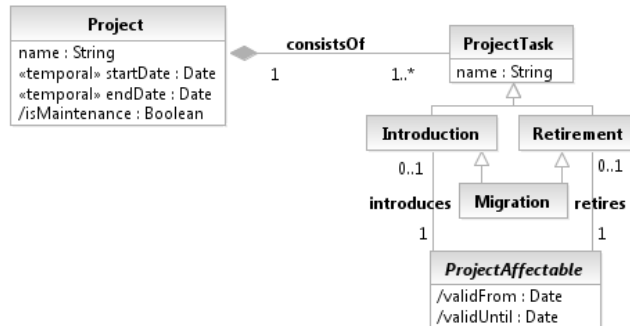 Project
name : String
«temporal» startDate : Date
«temporal» endDate : Date
/isMaintenance : Boolean
consistsOf
1
1..*
ProjectTask
name : String
Introduction
Retirement
0..1
0..1
introduces
Migration
retires
1
1
ProjectAffectable
/validFrom : Date
/validUntil : Date